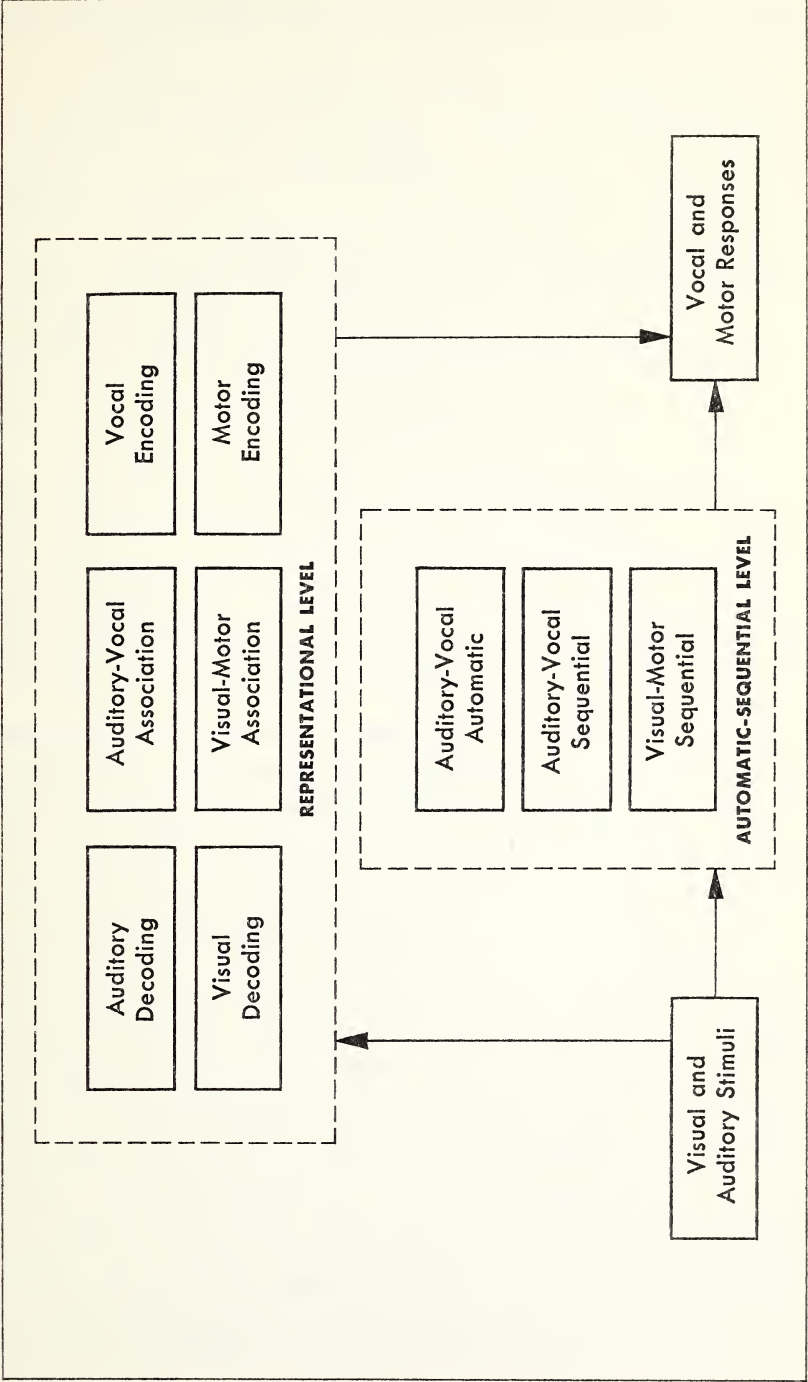 Auditory
Decoding
Auditory-Vocal
Association
Vocal
Encoding
Visual
Decoding
Visual-Motor
Association
Motor
Encoding
REPRESENTATIONAL LEVEL
Auditory-Vocal
Automatic
Auditory-Vocal
Sequential
Visual-Motor
Sequential
AUTOMATIC-SEQUENTIAL LEVEL
Visual and
Auditory Stimuli
Vocal and
Motor Responses